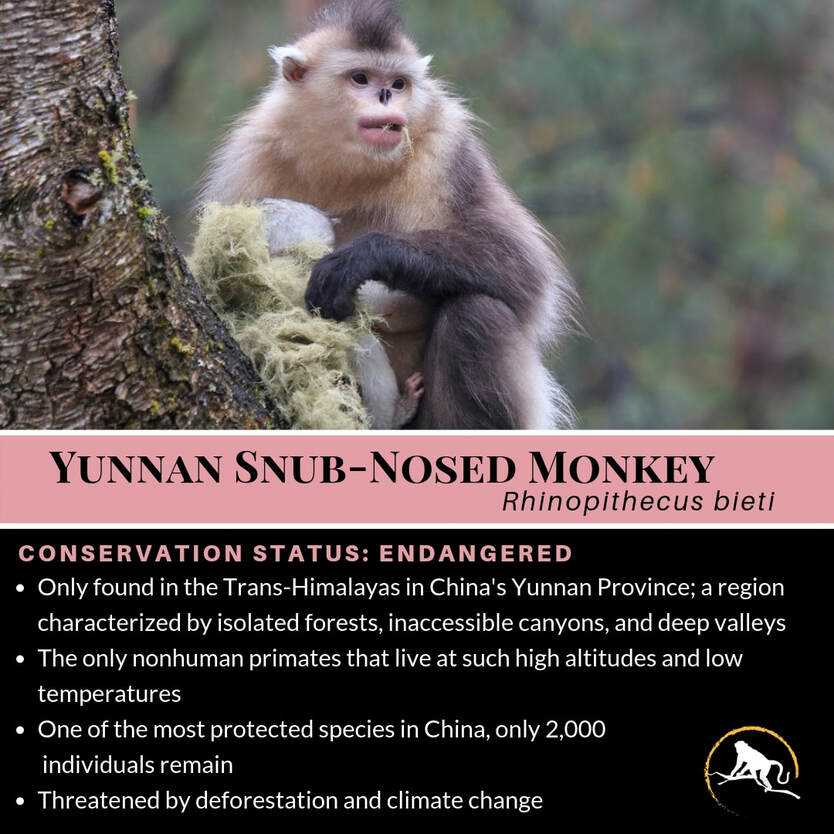 Yunnan Snub-Nosed Monkey
Rhinopithecus bieti
CONSERVATION STATUS: ENDANGERED
• Only found in the Trans-Himalayas in China's Yunnan Province; a region
characterized by isolated forests, inaccessible canyons, and deep valleys
• The only nonhuman primates that live at such high altitudes and low
temperatures
• One of the most protected species in China, only 2,000
individuals remain
• Threatened by deforestation and climate change